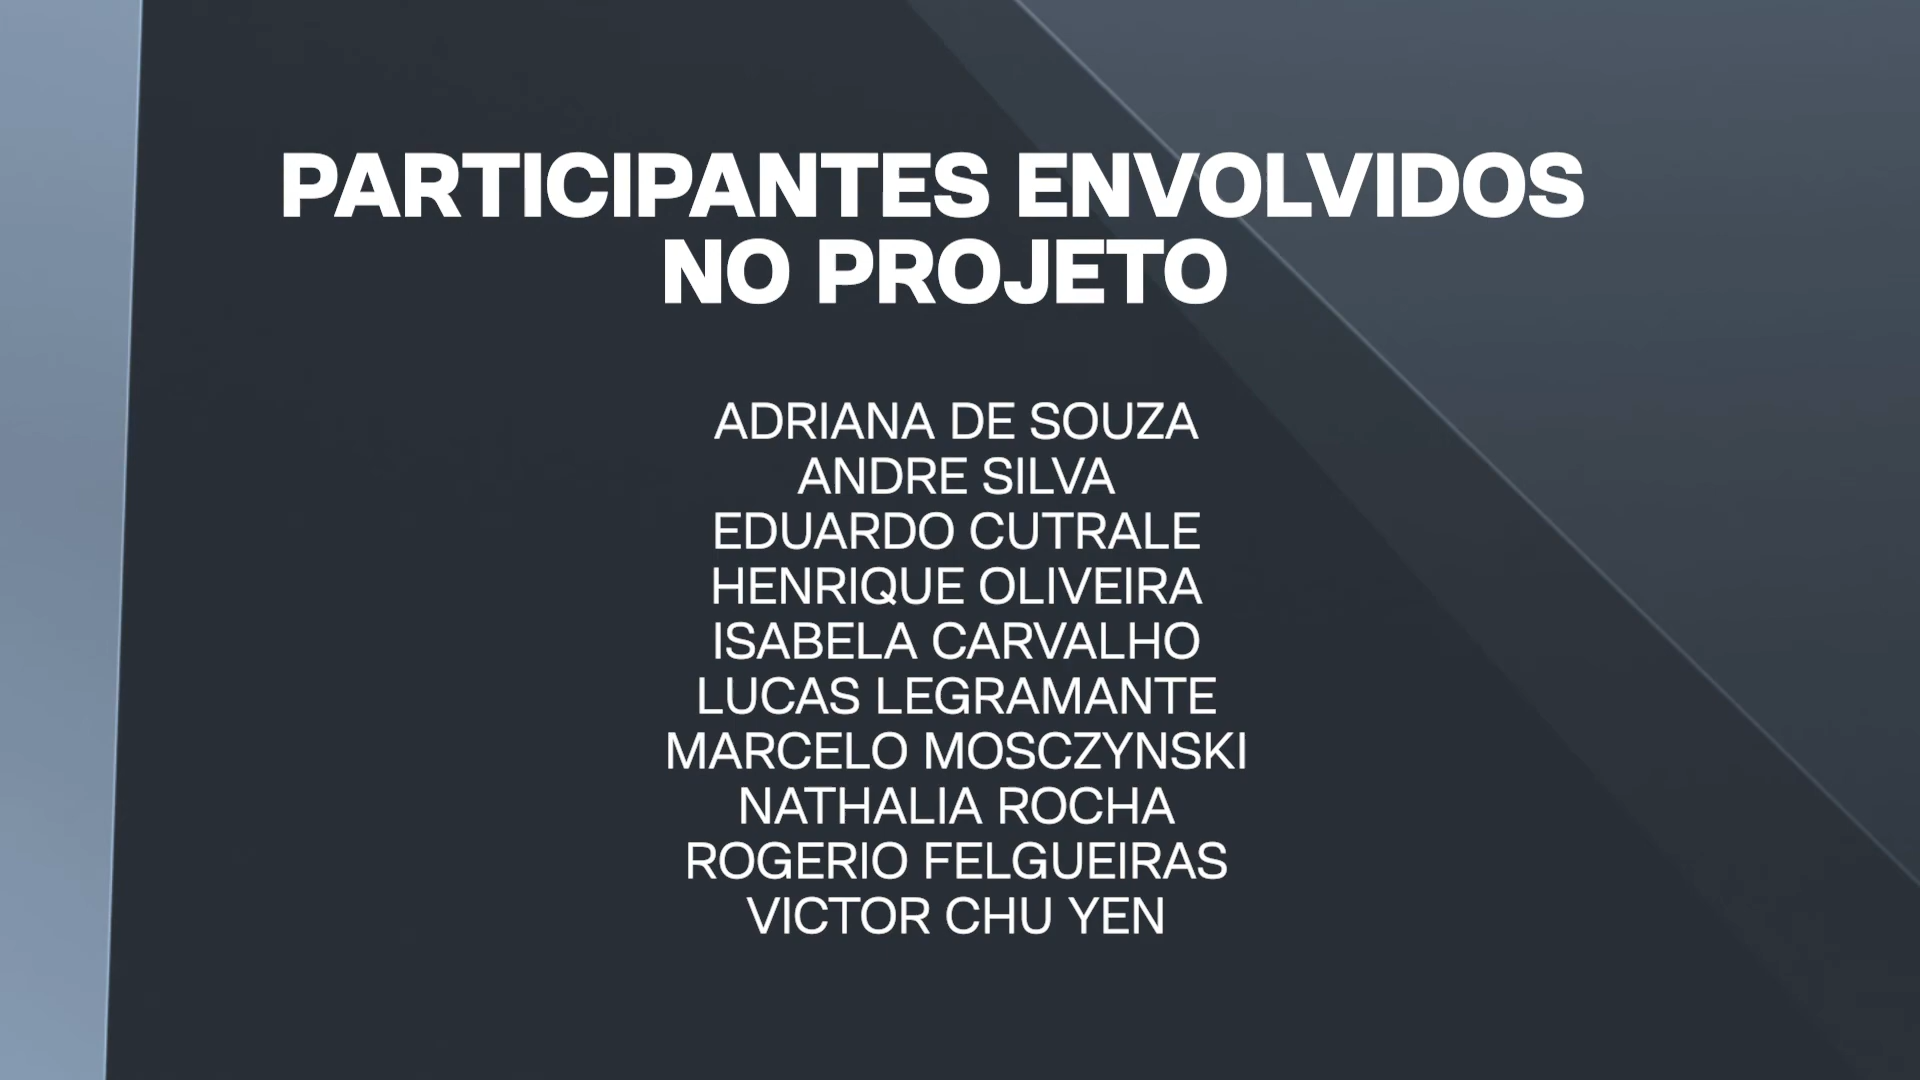 PARTICIPANTES ENVOLVIDOS
NO PROJETO
ADRIANA DE SOUZA
ANDRE SILVA
EDUARDO CUTRALE
HENRIQUE OLIVEIRA
ISABELA CARVALHO
LUCAS LEGRAMANTE
MARCELO MOSCZYNSKI
NATHALIA ROCHA
ROGERIO FELGUEIRAS
VICTOR CHU YEN